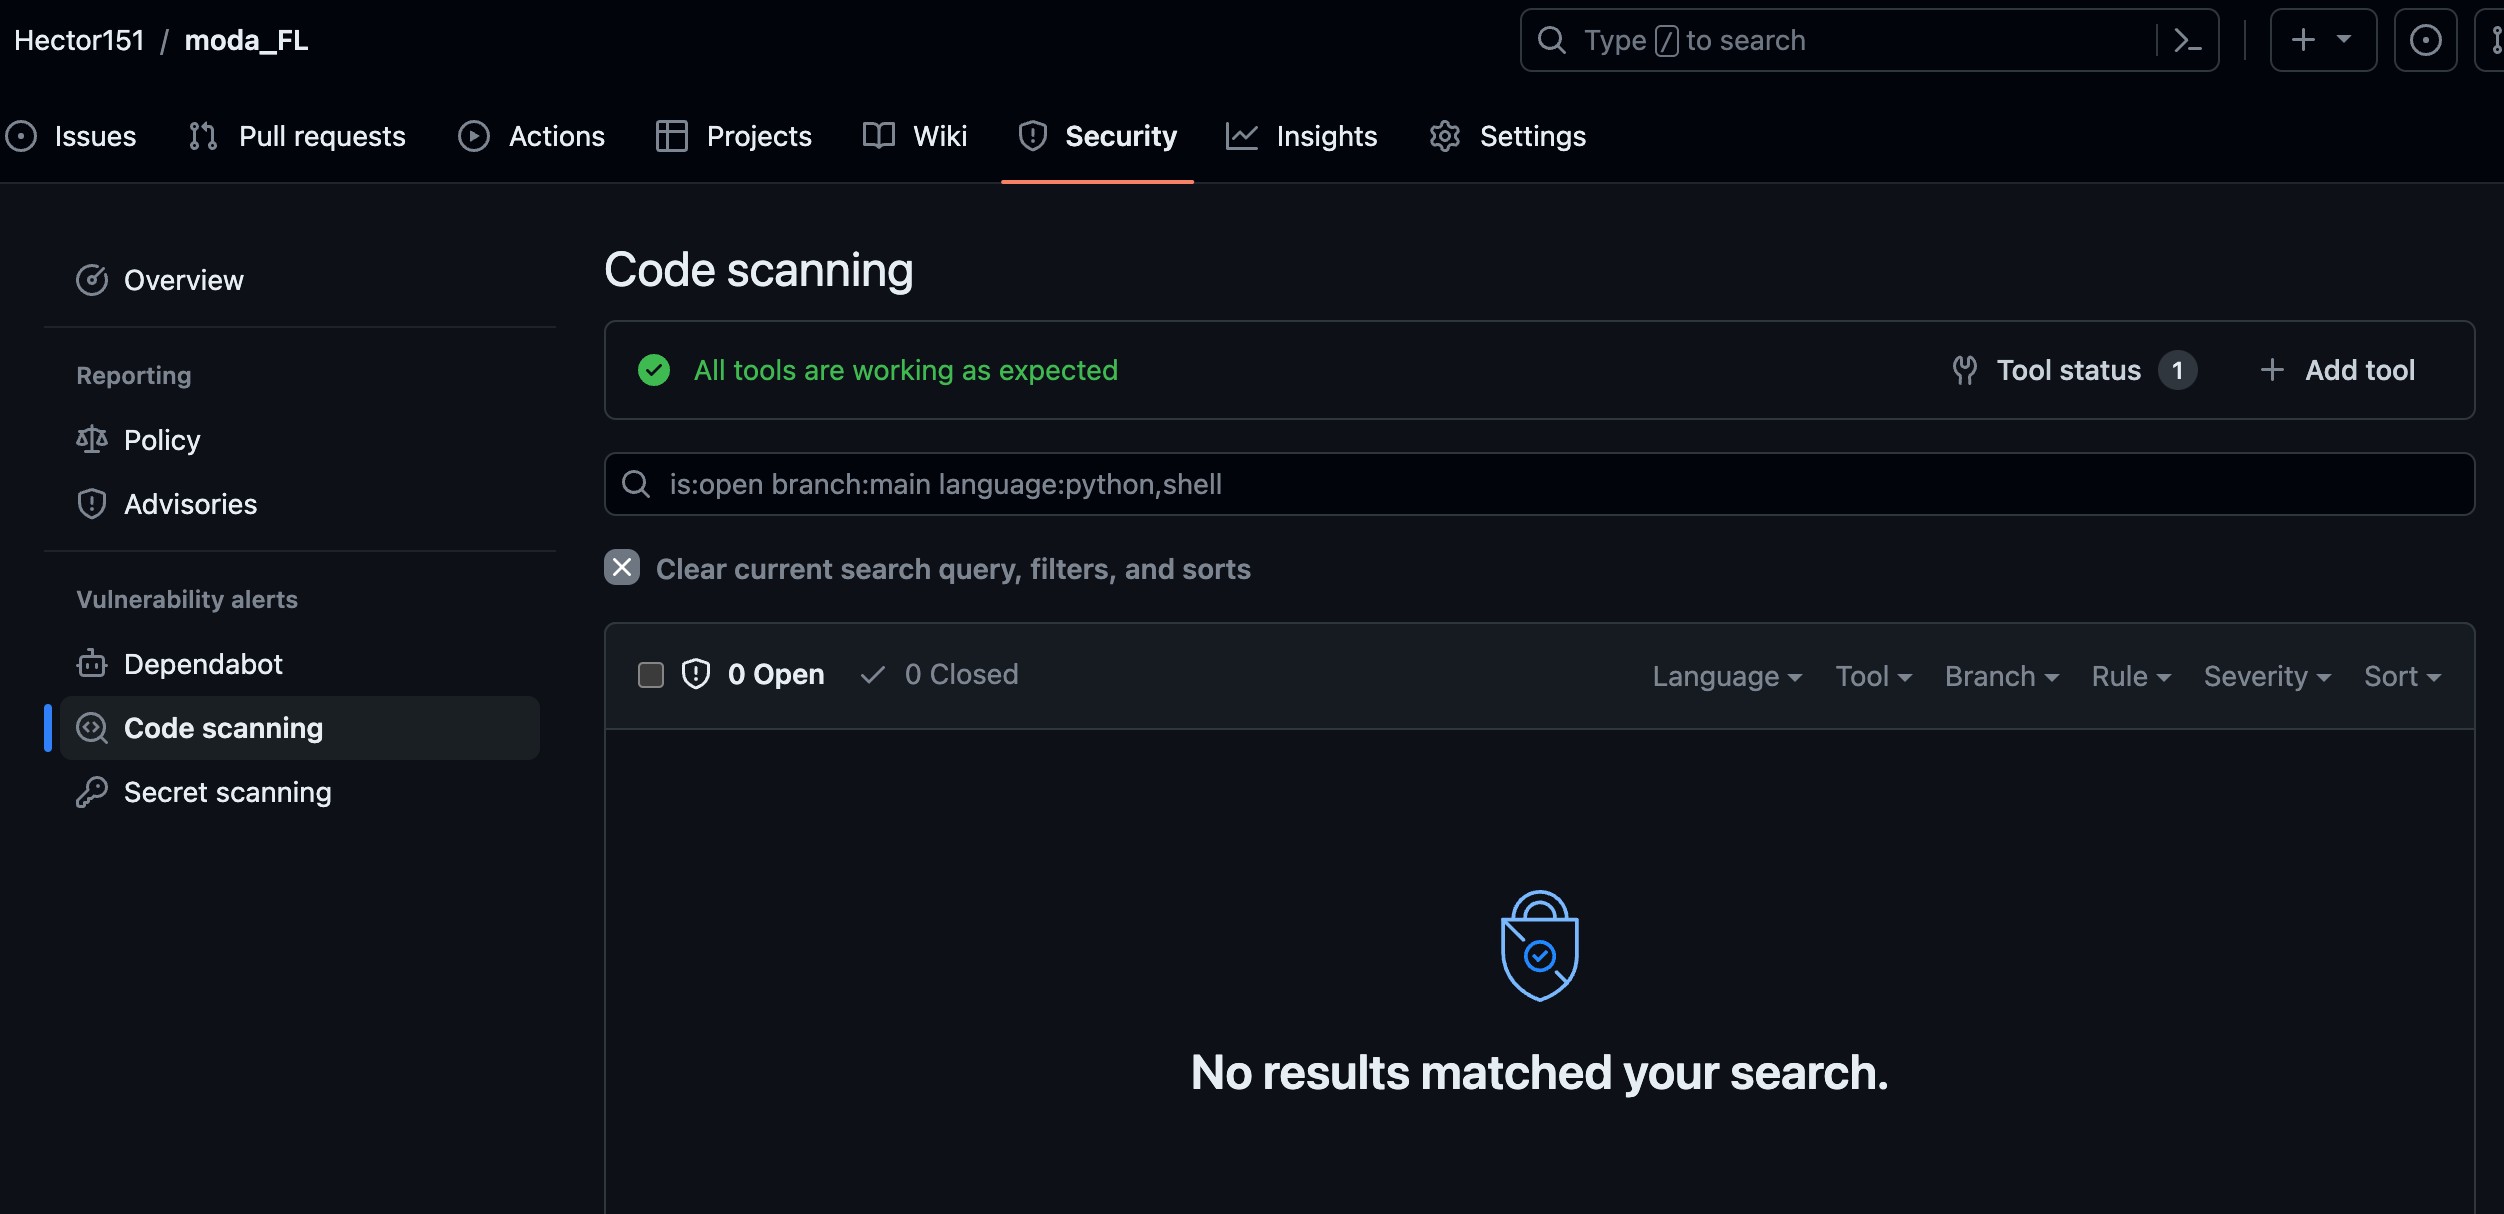 Hector151 / moda_FL
Type / to search
Issues
Pull requests
Actions
Projects
Wiki
Security
Insights
Settings
Overview
Reporting
Policy
Advisories
Vulnerability alerts
Dependabot
Code scanning
Secret scanning
Code scanning
All tools are working as expected
Tool status 1
Add tool
is:open branch:main language:python,shell
Clear current search query, filters, and sorts
0 Open
0 Closed
Language
Tool
Branch
Rule
Severity
Sort
No results matched your search.